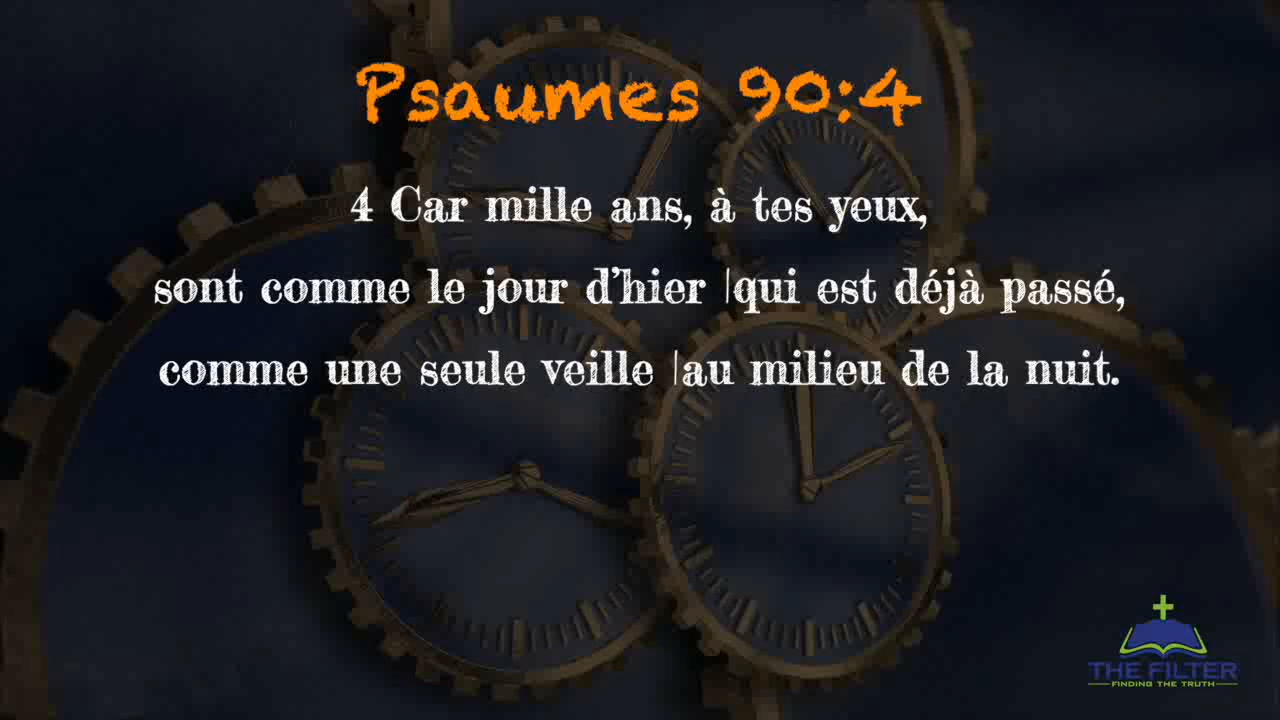 Psaumes 90:4
4 Car mille ans, à tes yeux,
sont comme le jour d'hier |qui est déjà passé,
comme une seule veille |au milieu de la nuit.
THE FILTER
FINDING THE TRUTH